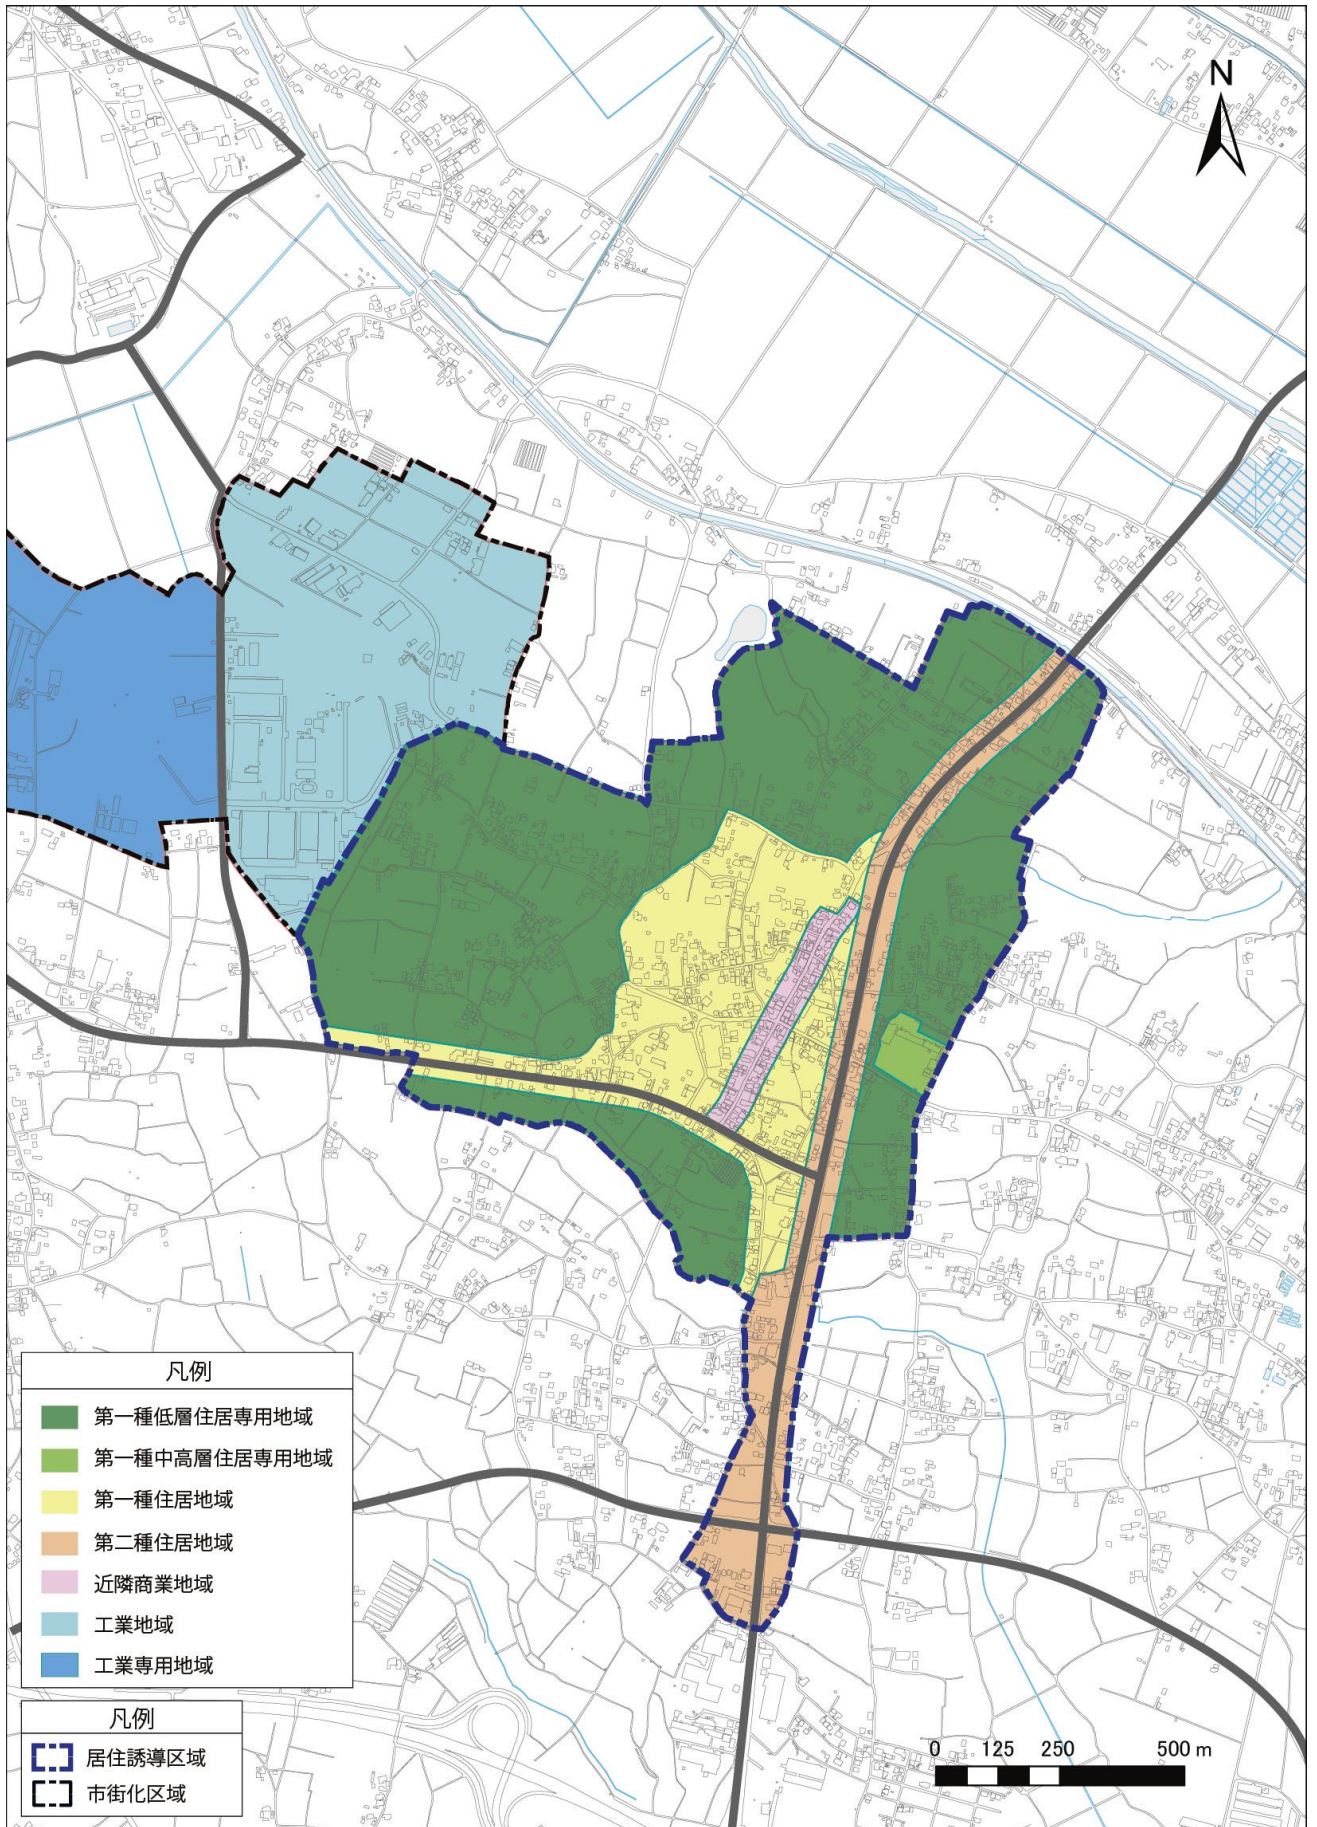 N
凡例
第一種低層住居専用地域
第一種中高層住居専用地域
第一種住居地域
第二種住居地域
近隣商業地域
工業地域
工業専用地域
凡例
居住誘導区域
市街化区域
0 125 250 500 m